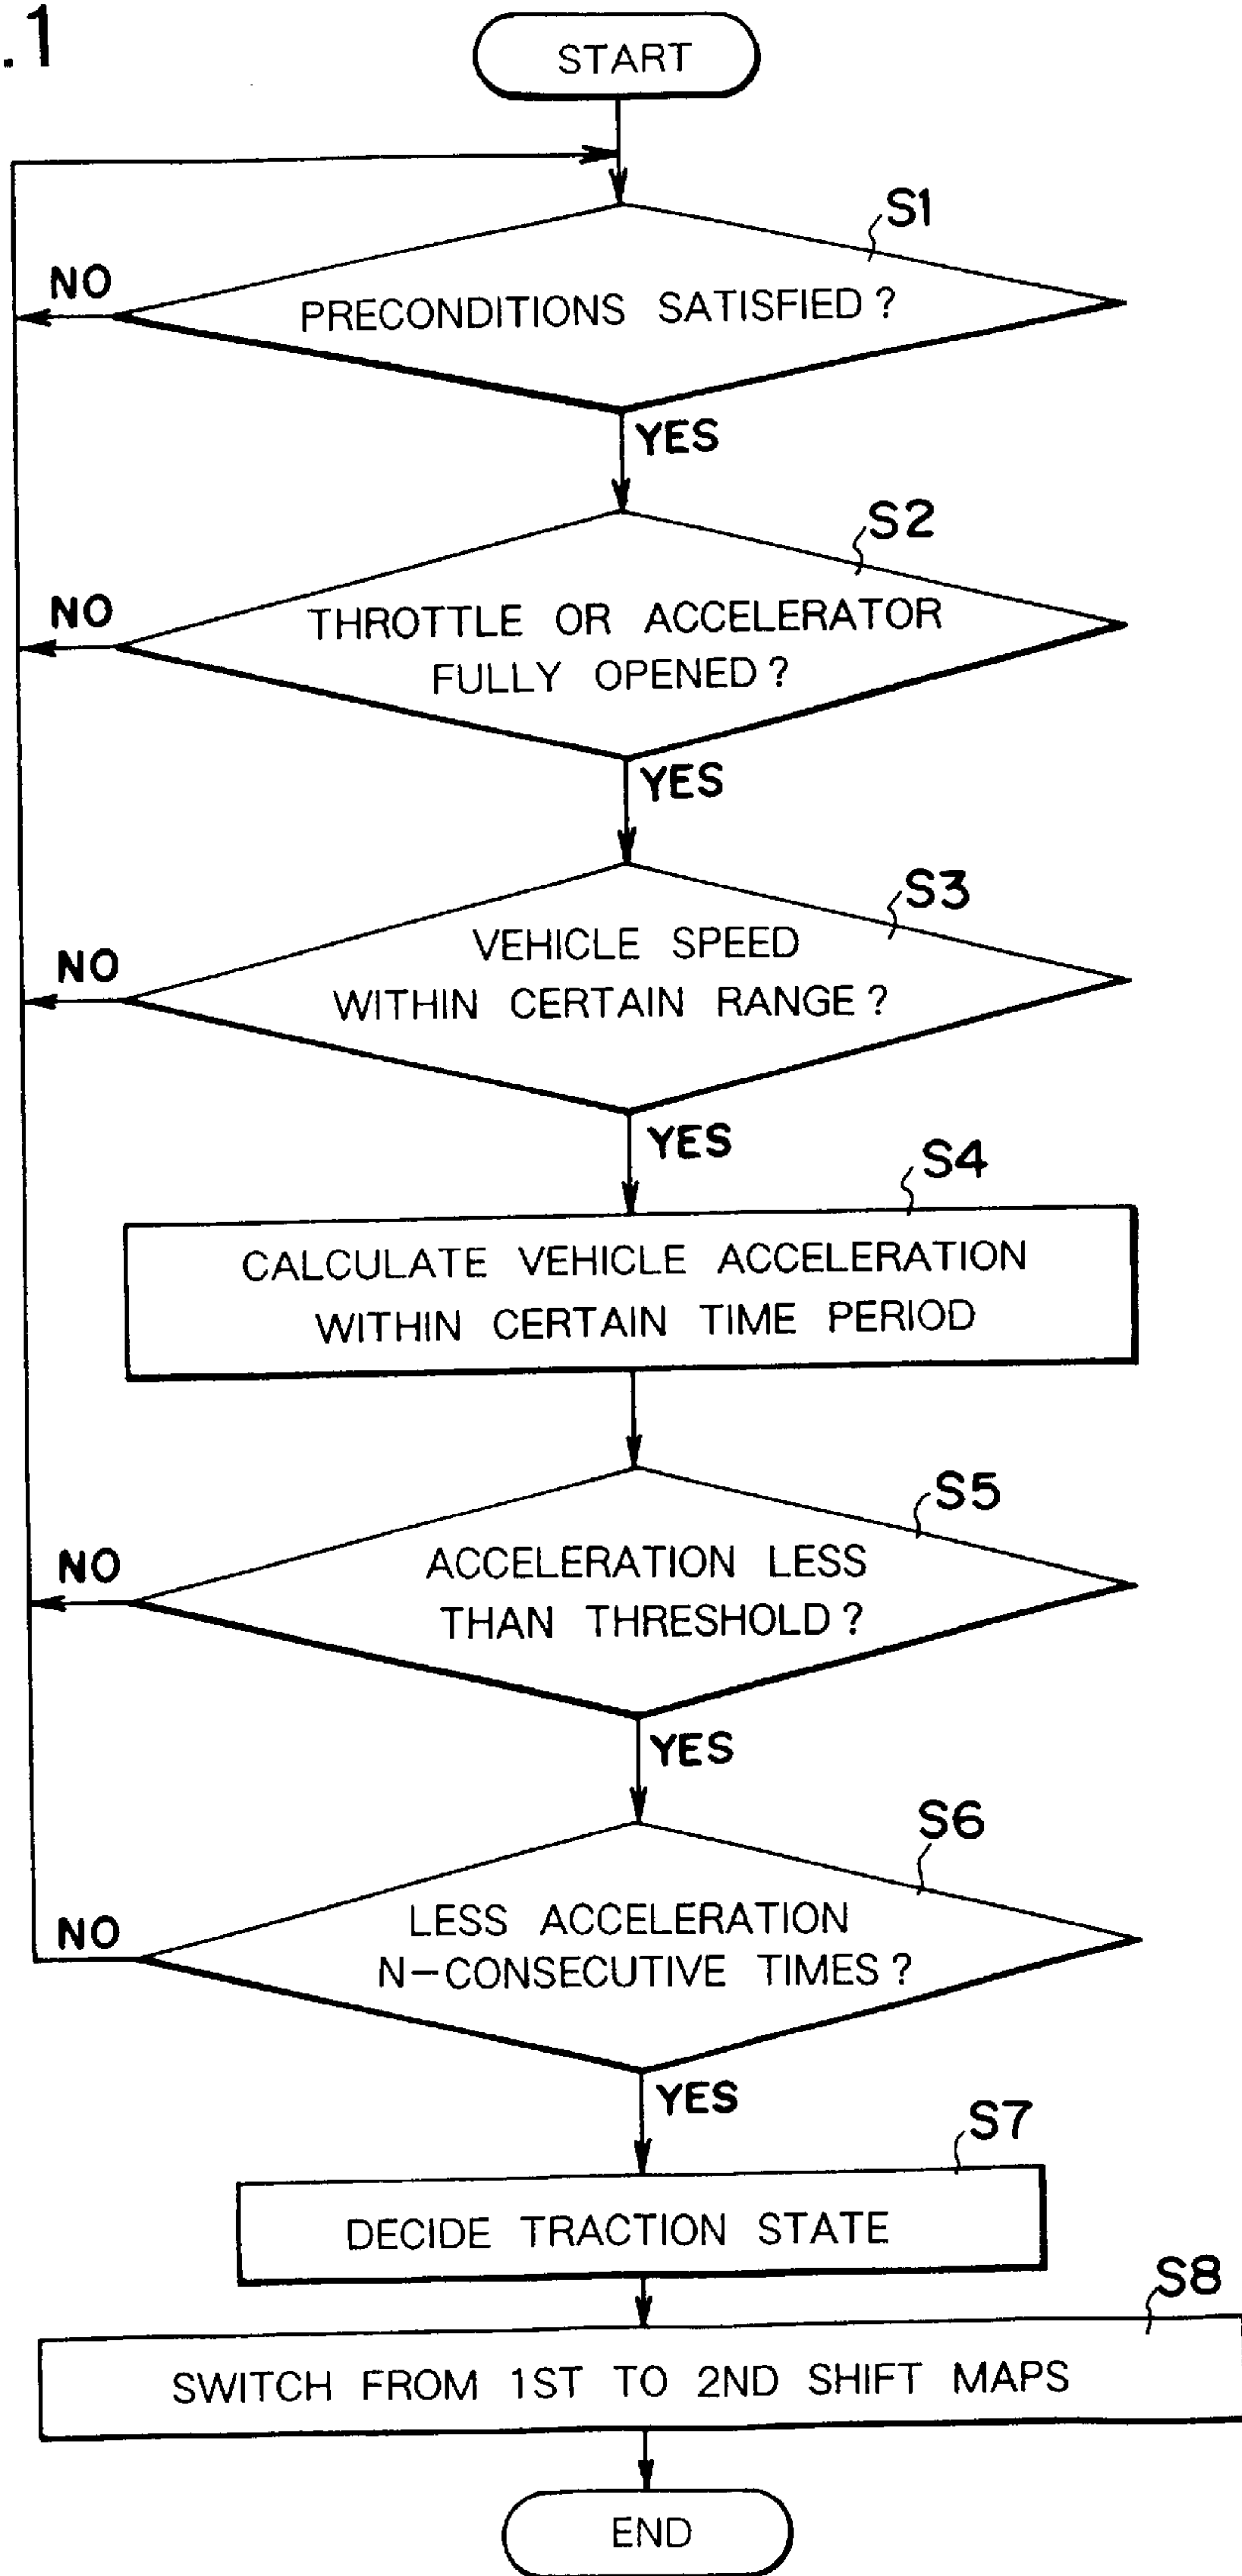 .1
START
S1
NO
PRECONDITIONS SATISFIED?
YES
S2
NO
THROTTLE OR ACCELERATOR
FULLY OPENED?
YES
S3
VEHICLE SPEED
NO
WITHIN CERTAIN RANGE?
YES
S4
CALCULATE VEHICLE ACCELERATION
WITHIN CERTAIN TIME PERIOD
S5
NO
ACCELERATION LESS
THAN THRESHOLD?
YES
S6
LESS ACCELERATION
NO
N-CONSECUTIVE TIMES?
YES
S7
DECIDE TRACTION STATE
S8
SWITCH FROM 1ST TO 2ND SHIFT MAPS
END